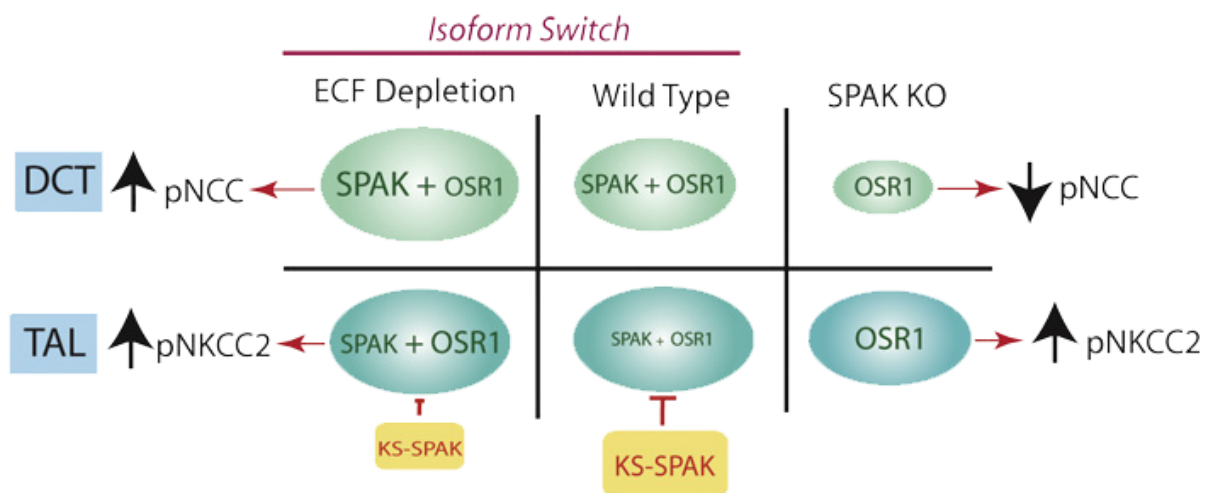 Isoform Switch
ECF Depletion Wild Type SPAK KO
DCT pNCC SPAK + OSR1 SPAK + OSR1 OSR1 pNCC
TAL pNKCC2 SPAK + OSR1 SPAK + OSR1 OSR1 pNKCC2
KS-SPAK KS-SPAK